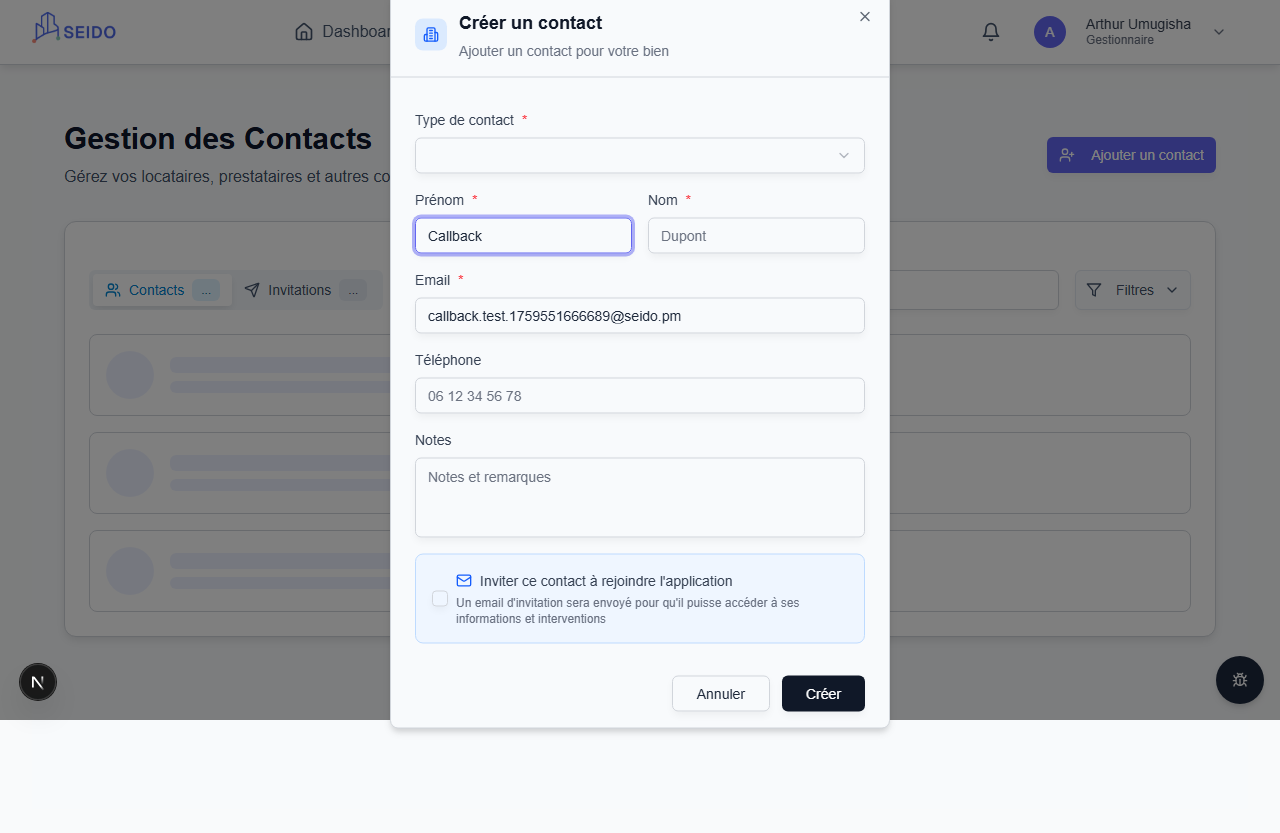 SEIDO
Dashboar
A
Arthur Umugisha
Gestionnaire
Créer un contact
Ajouter un contact pour votre bien
Gestion des Contacts
Gérez vos locataires, prestataires et autres co
Ajouter un contact
Contacts ...
Invitations ...
Filtres
Type de contact *
Prénom *
Nom *
Callback
Dupont
Email *
callback.test.1759551666689@seido.pm
Téléphone
06 12 34 56 78
Notes
Notes et remarques
Inviter ce contact à rejoindre l'application
Un email d'invitation sera envoyé pour qu'il puisse accéder à ses
informations et interventions
Annuler
Créer
N